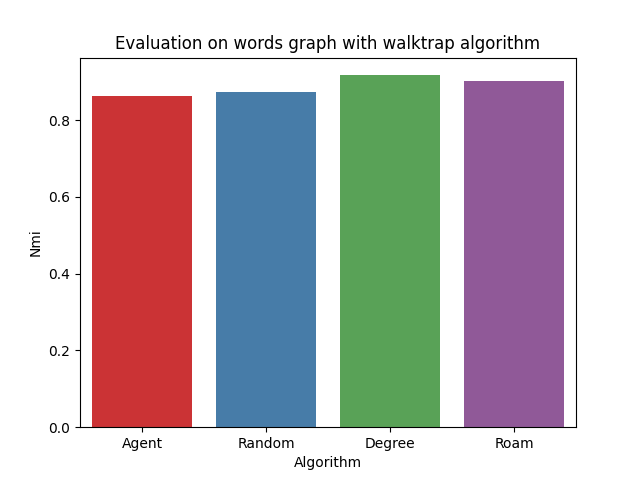 Evaluation on words graph with walktrap algorithm
Nmi
0.8
0.6
0.4
0.2
0.0
Agent Random Degree Roam
Algorithm